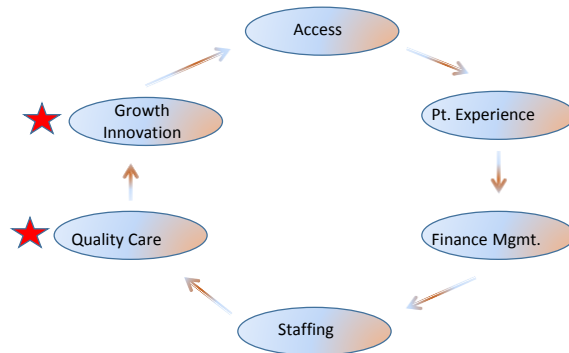 Access
Growth
Innovation
Pt. Experience
Quality Care
Finance Mgmt.
Staffing